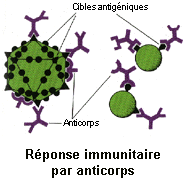 Cibles antigéniques
Anticorps
Réponse immunitaire
par anticorps